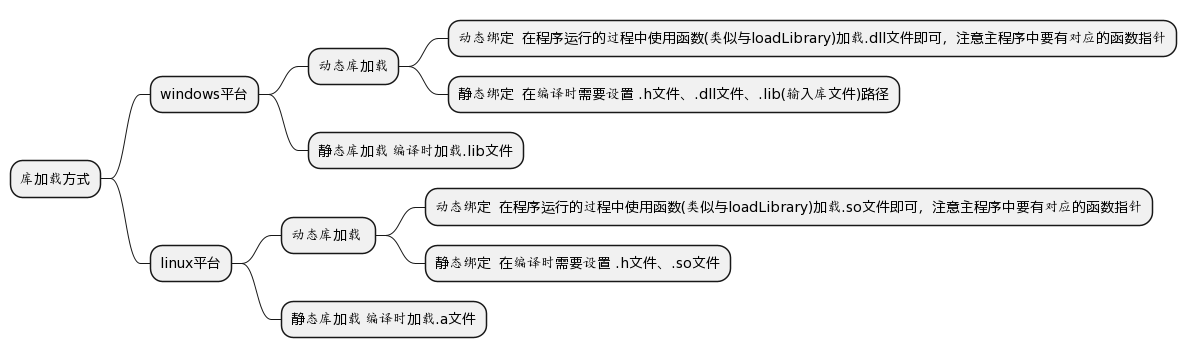 库加载方式
windows平台
动态库加载
动态绑定 在程序运行的过程中使用函数(类似与loadLibrary)加载.dll文件即可，注意主程序中要有对应的函数指针
静态绑定 在编译时需要设置 .h文件、.dll文件、.lib(输入库文件)路径
静态库加载 编译时加载.lib文件
linux平台
动态库加载
动态绑定 在程序运行的过程中使用函数(类似与loadLibrary)加载.so文件即可，注意主程序中要有对应的函数指针
静态绑定 在编译时需要设置 .h文件、.so文件
静态库加载 编译时加载.a文件